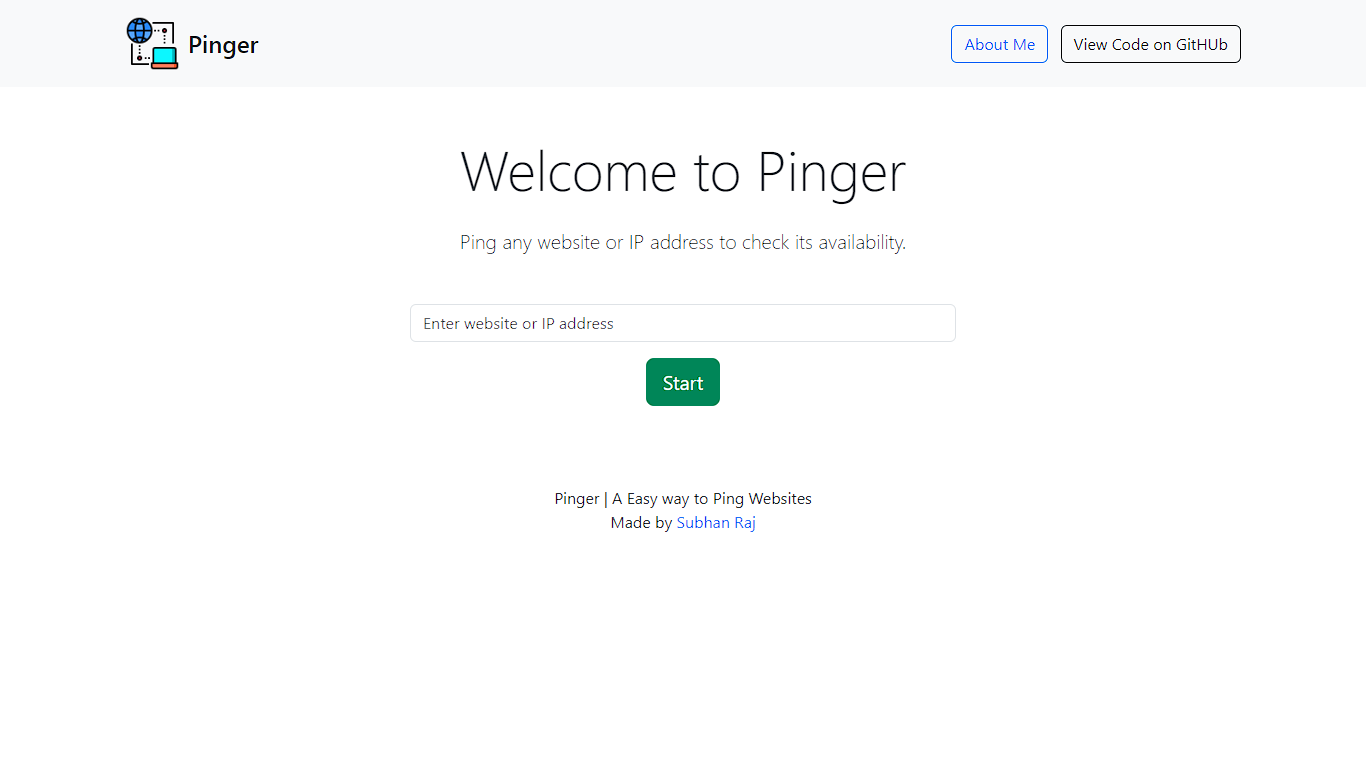 Pinger
About Me
View Code on GitHUb
Welcome to Pinger
Ping any website or IP address to check its availability.
Enter website or IP address
Start
Pinger | A Easy way to Ping Websites
Made by Subhan Raj